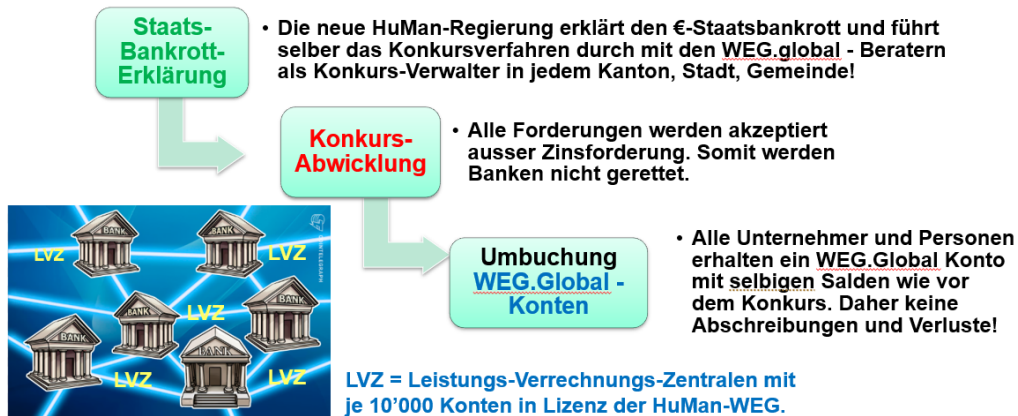 Staats-
Bankrott-
Erklärung
• Die neue HuMan-Regierung erklärt den €-Staatsbankrott und führt
selber das Konkursverfahren durch mit den WEG.global - Beratern
als Konkurs-Verwalter in jedem Kanton, Stadt, Gemeinde!
Konkurs-
Abwicklung
• Alle Forderungen werden akzeptiert
ausser Zinsforderung. Somit werden
Banken nicht gerettet.
Umbuchung
WEG.Global -
Konten
• Alle Unternehmer und Personen
erhalten ein WEG.Global Konto
mit selbigen Salden wie vor
dem Konkurs. Daher keine
Abschreibungen und Verluste!
BANK
BANK
LVZ
LVZ
COINTELEGRAPH
BANK
BANK
LVZ
BANK
BANK
LVZ
LVZ
LVZ = Leistungs-Verrechnungs-Zentralen mit
je 10’000 Konten in Lizenz der HuMan-WEG.